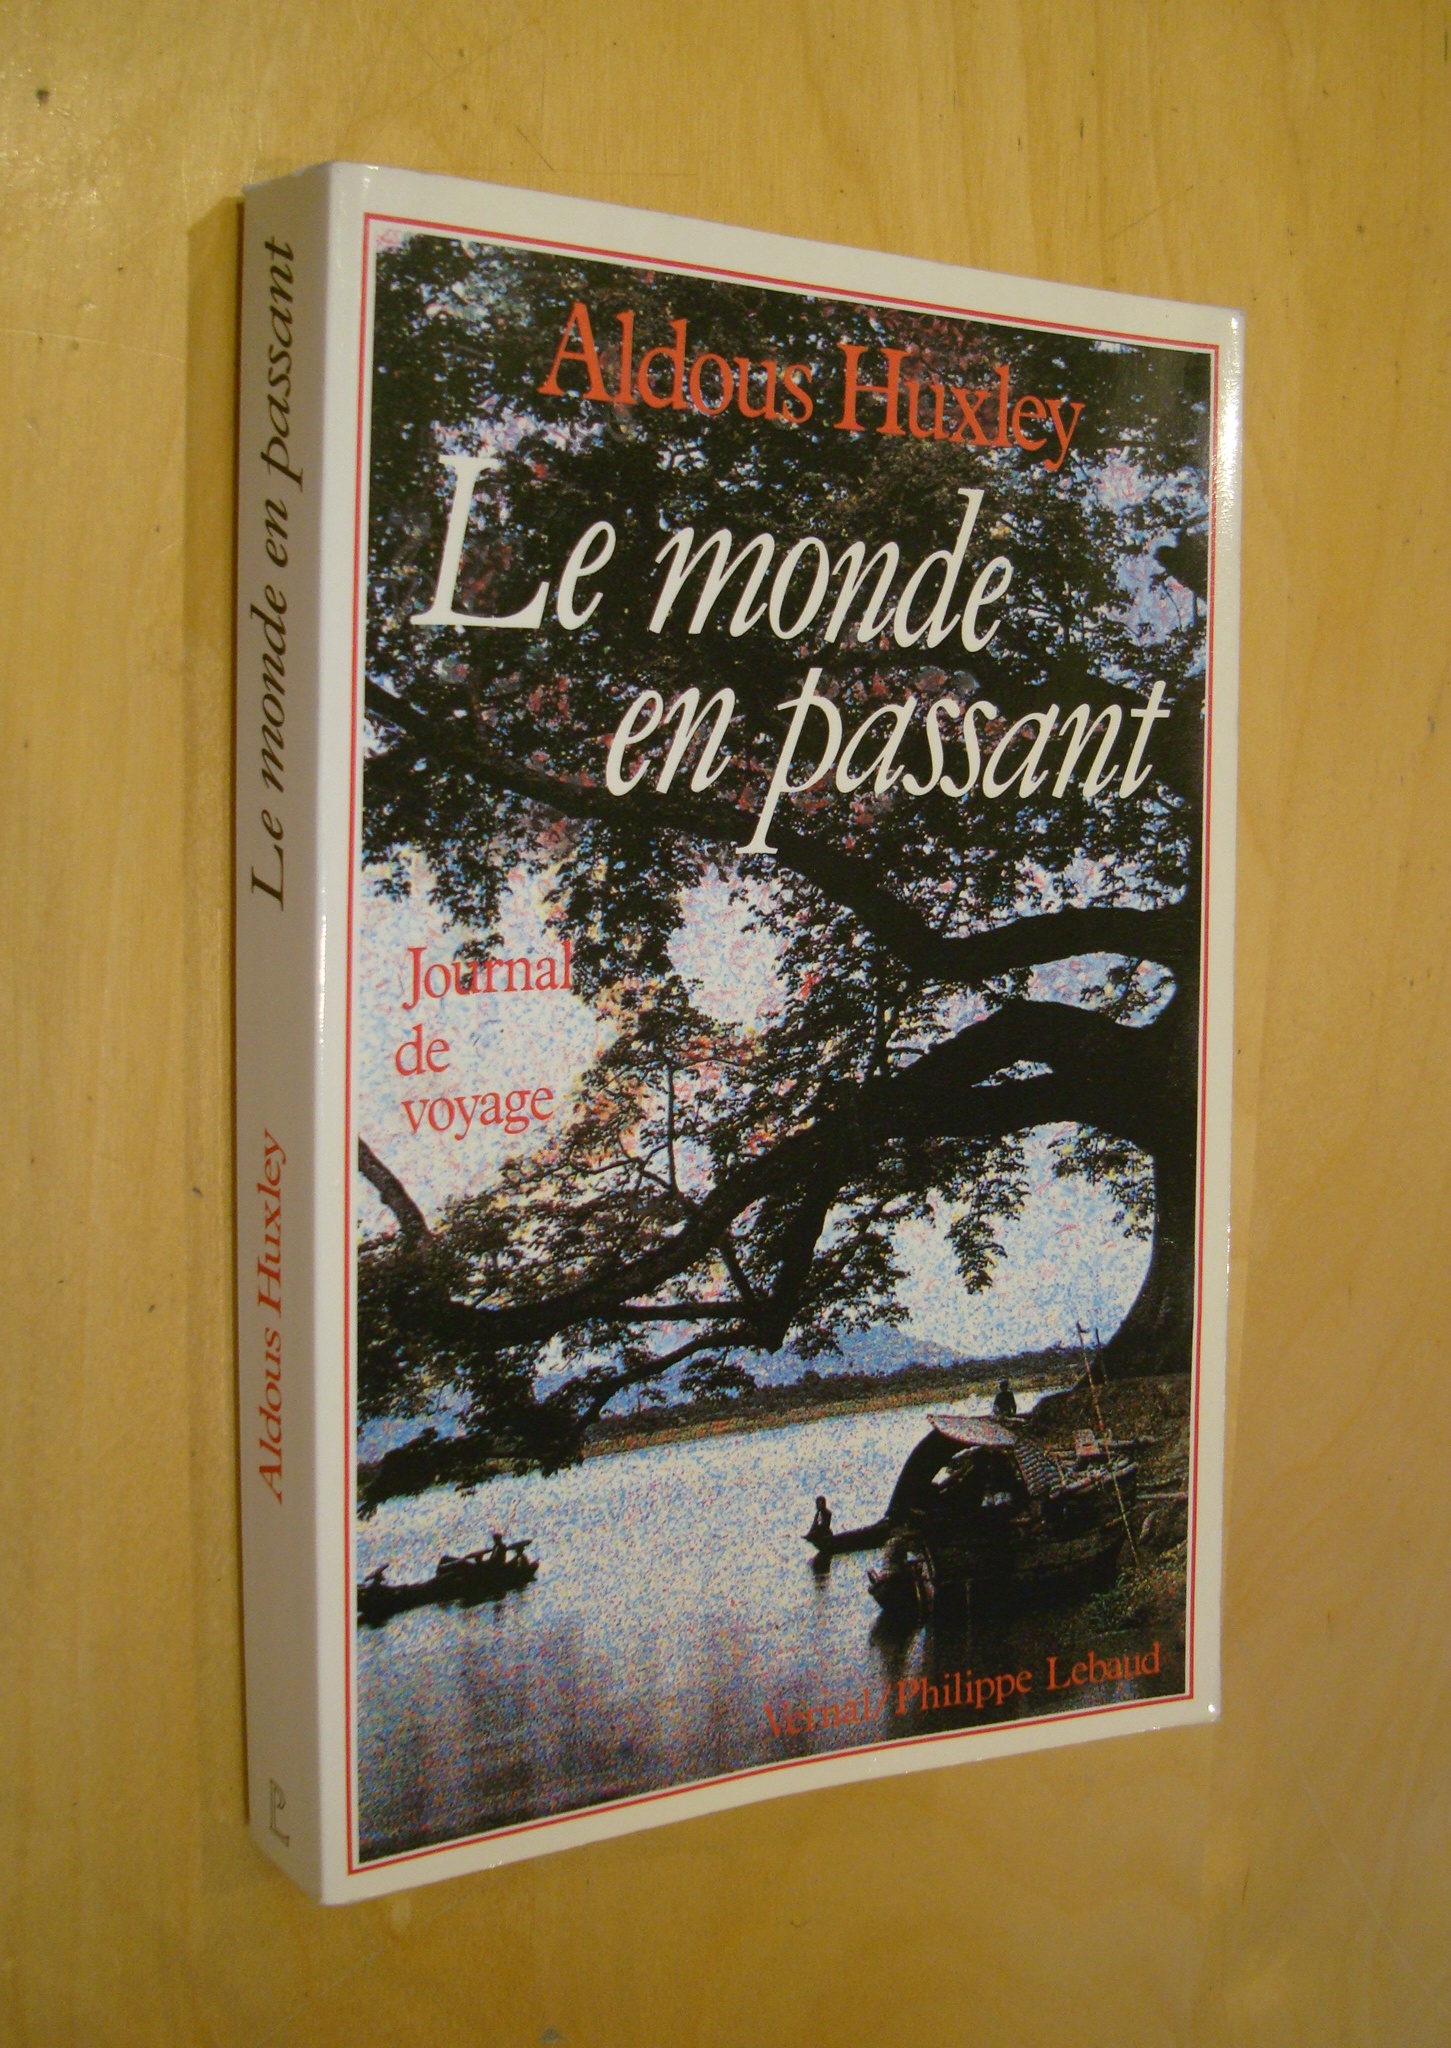 Aldous Huxley
Le monde
en passant
Journal
de
voyage
Vernal/Philippe Lebaud
Le monde en passant
Aldous Huxley